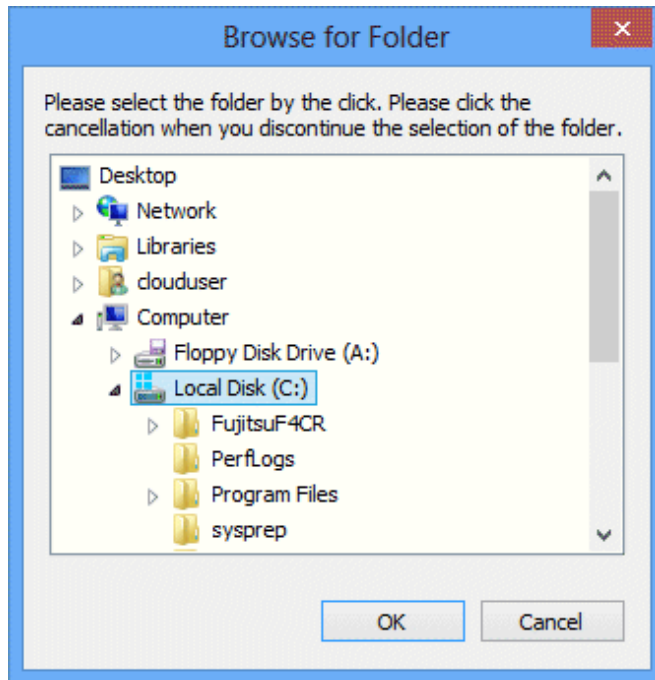 Browse for Folder
Please select the folder by the click. Please click the
cancellation when you discontinue the selection of the folder.
Desktop
Network
Libraries
clouduser
Computer
Floppy Disk Drive (A:)
Local Disk (C:)
FujitsuF4CR
PerfLogs
Program Files
sysprep
OK
Cancel